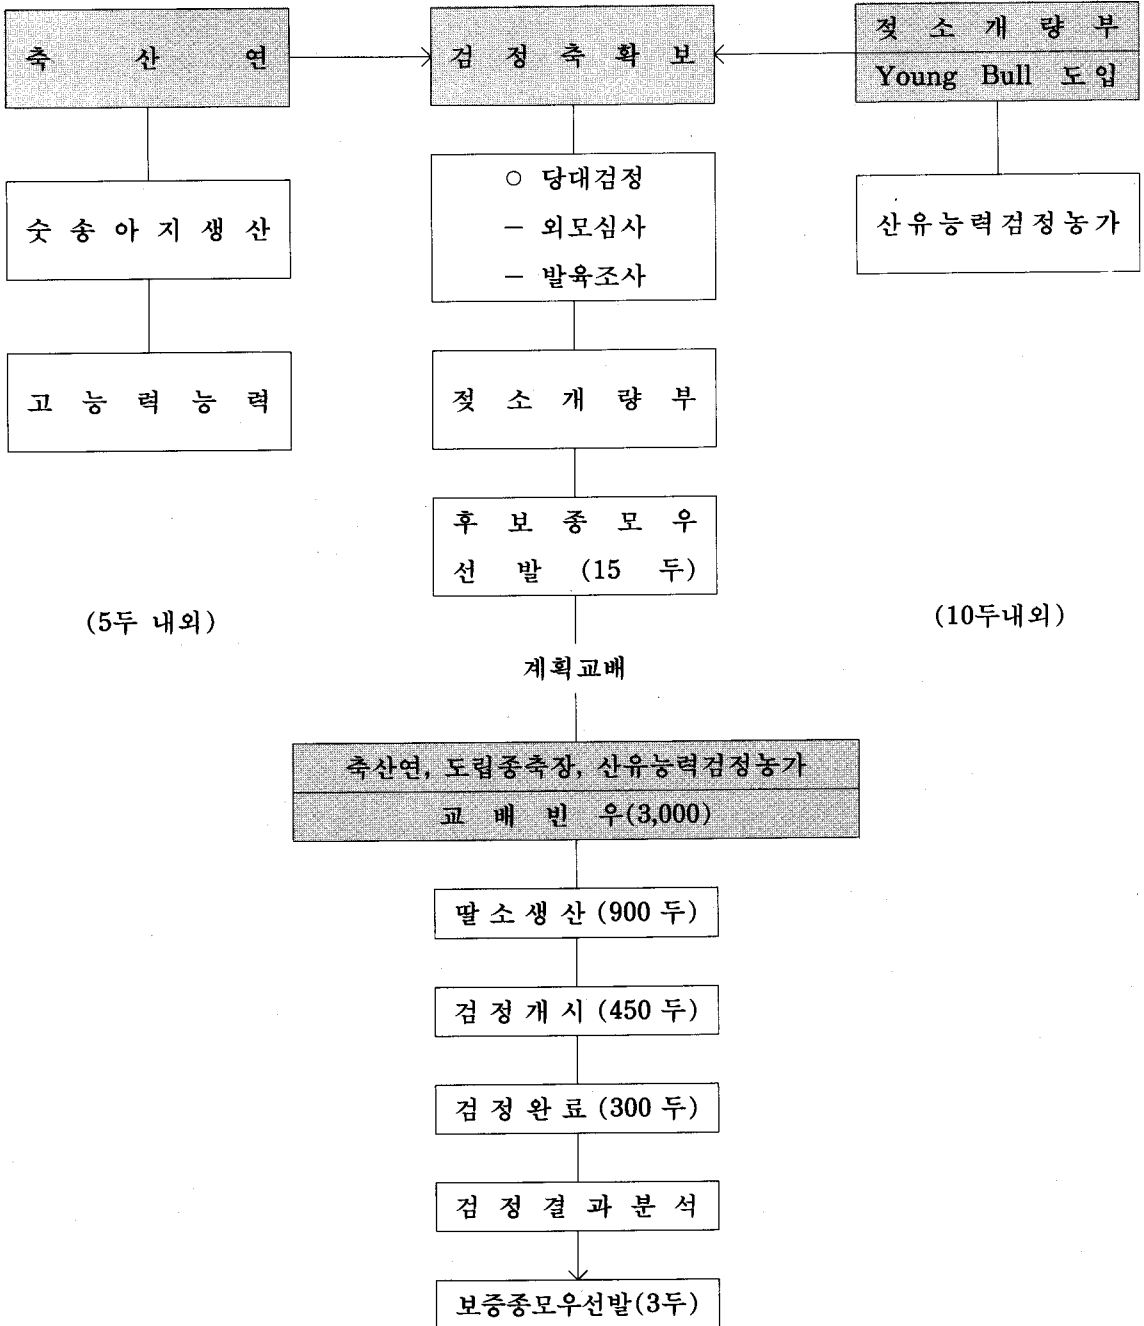 축 산 연
검 정 축 확 보
젖 소 개 량 부
Young Bull 도입
숫 송 아 지 생 산
○ 당대검정
- 외모심사
- 발육조사
산유능력검정농가
고 능 력 능 력
젖 소 개 량 부
후 보 종 모 우
선 발 (15 두)
(5두 내외)
(10두내외)
계획교배
축산연, 도립종축장, 산유능력검정농가
교 배 빈 우(3,000)
딸 소 생 산 (900 두)
검 정 개 시 (450 두)
검 정 완 료 (300 두)
검 정 결 과 분 석
보증종모우선발(3두)